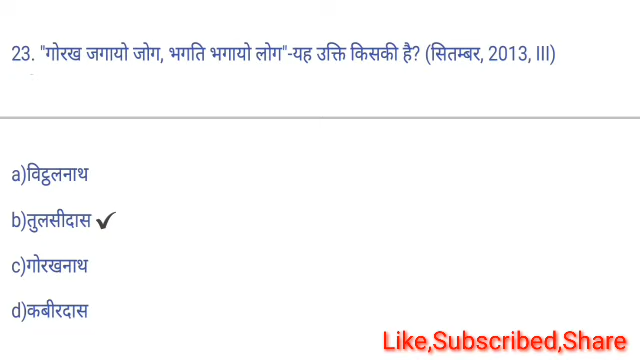 23. "गोरख जगायो जोग, भगति भगायो लोग"-यह उक्ति किसकी है? (सितम्बर, 2013, III)
a)विट्ठलनाथ
b)तुलसीदास ✓
c)गोरखनाथ
d)कबीरदास
Like,Subscribed,Share